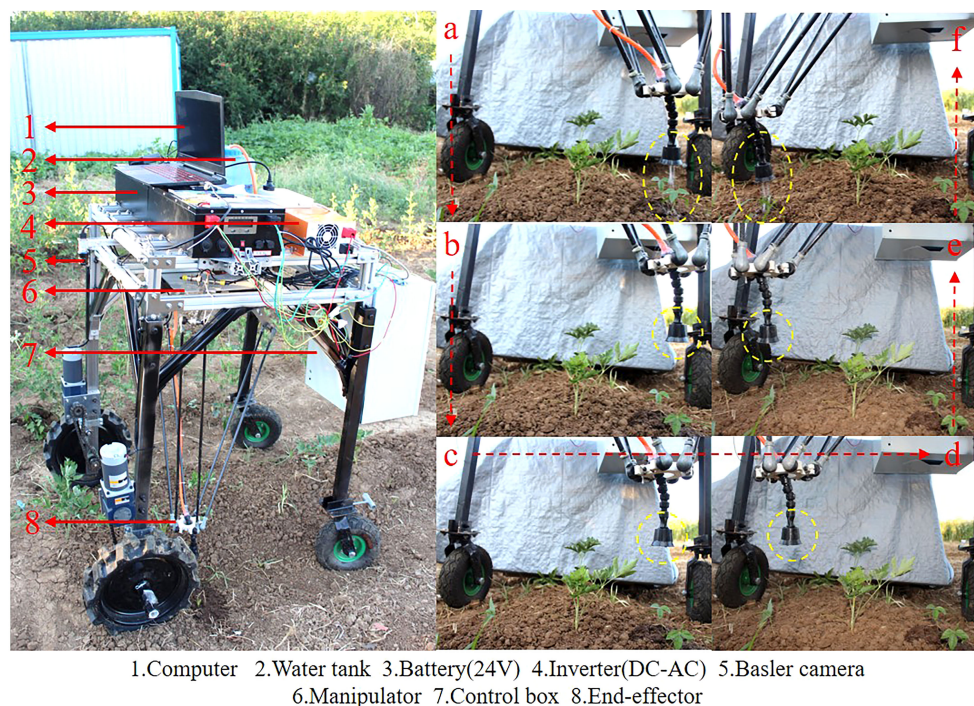 1
2
3
4
5
6
7
8
a
f
b
e
c
d
1.Computer 2.Water tank 3.Battery(24V) 4.Inverter(DC-AC) 5.Basler camera
6.Manipulator 7.Control box 8.End-effector